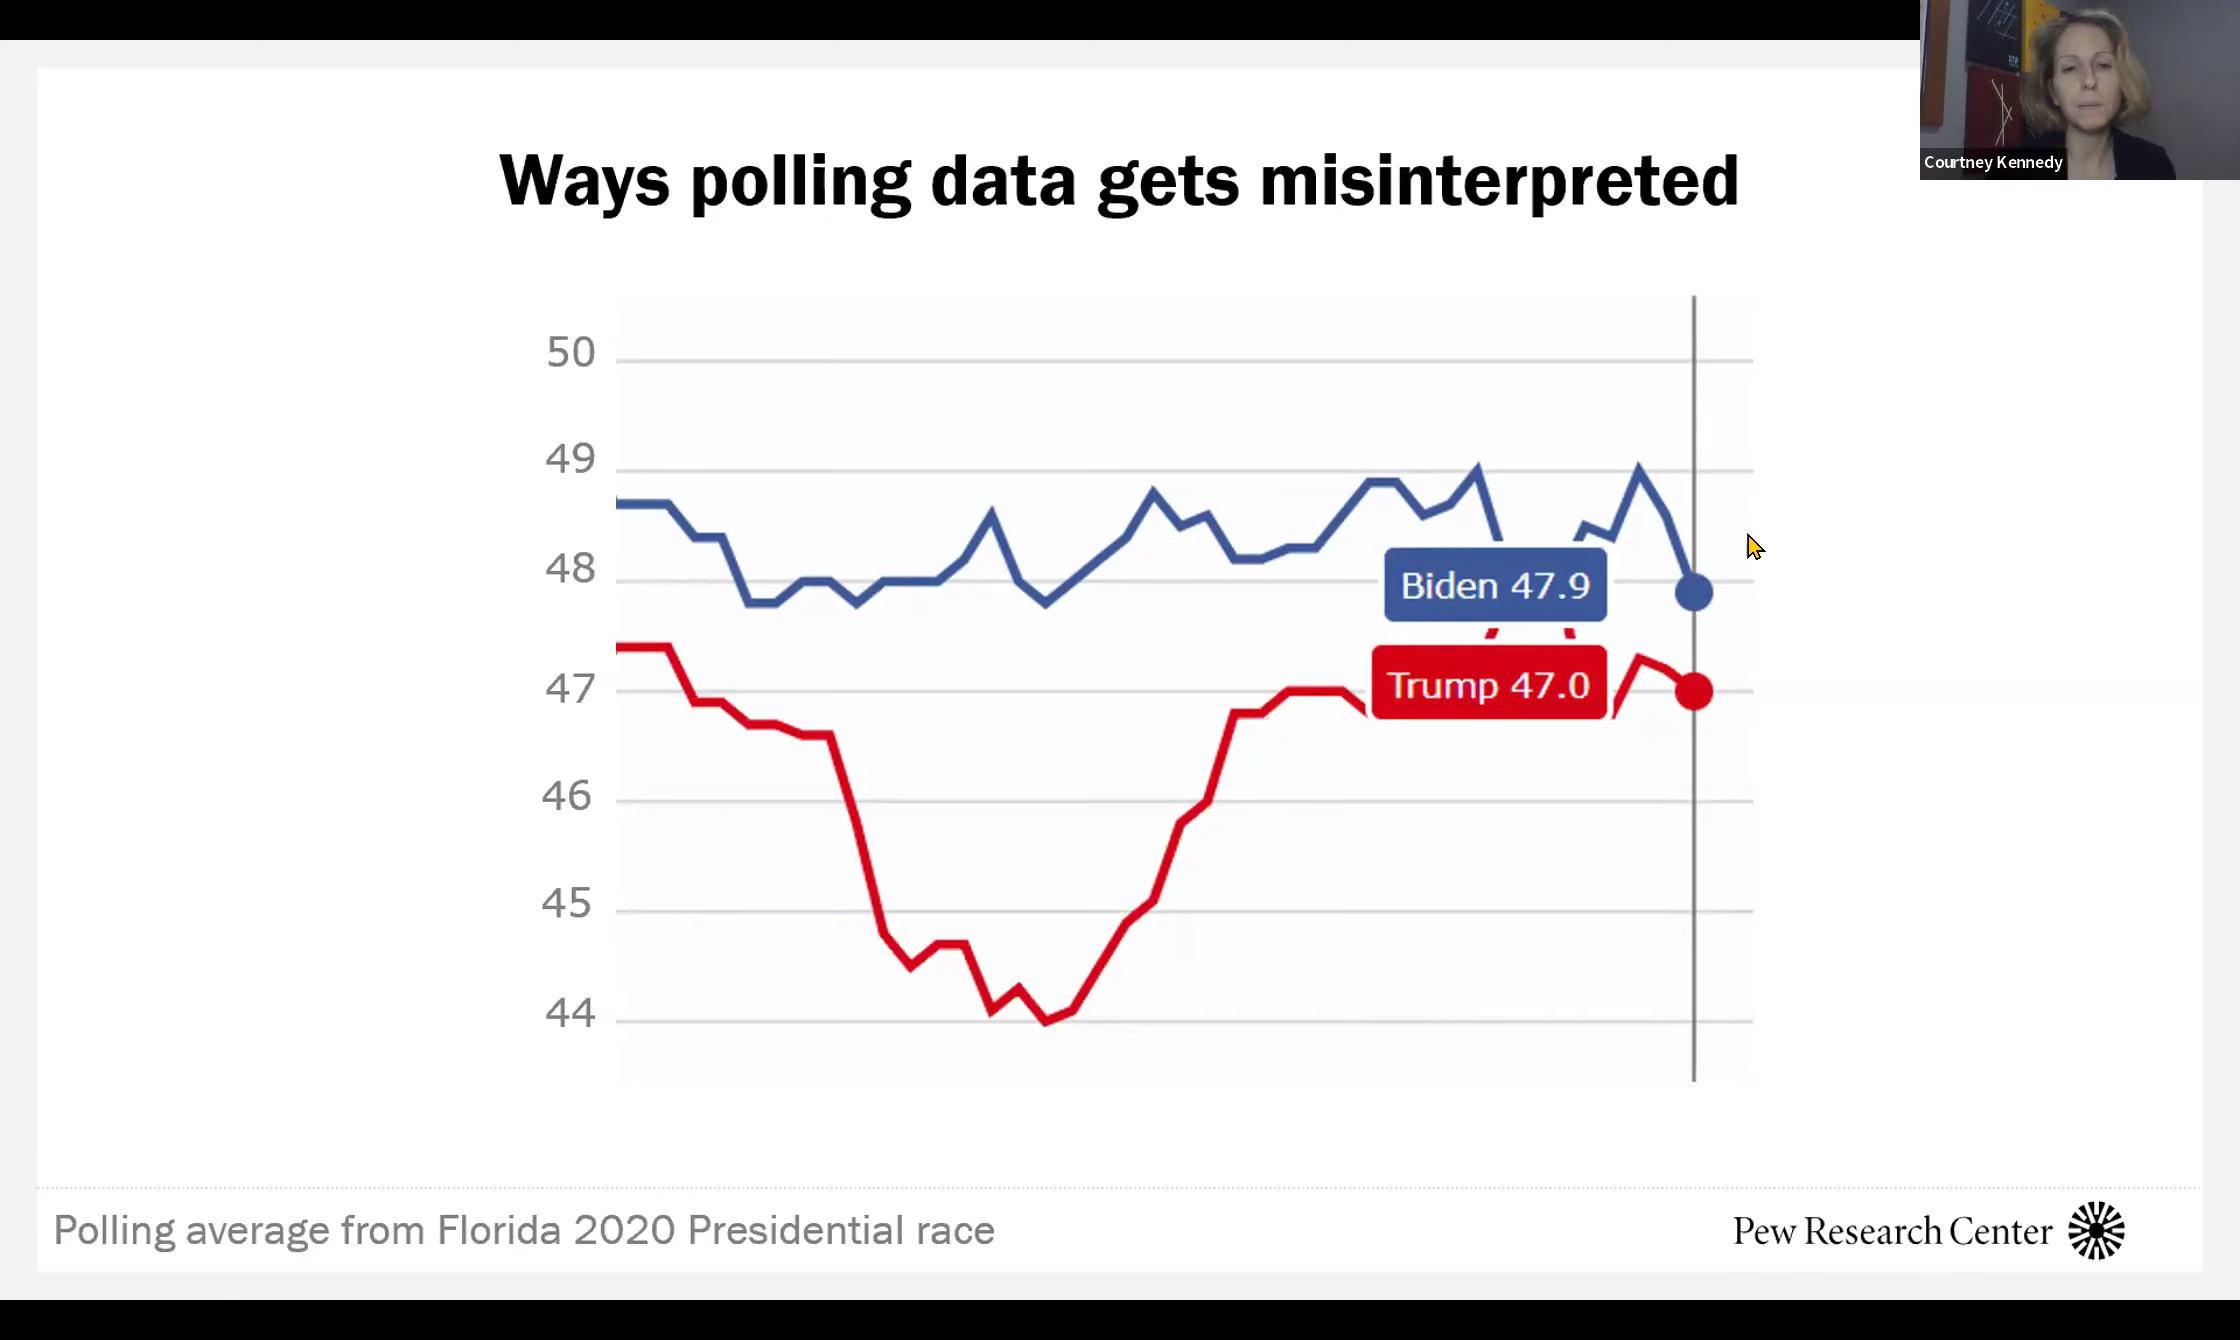 Courtney Kennedy
Ways polling data gets misinterpreted
50
49
48
47
46
45
44
Biden 47.9
Trump 47.0
Polling average from Florida 2020 Presidential race
Pew Research Center